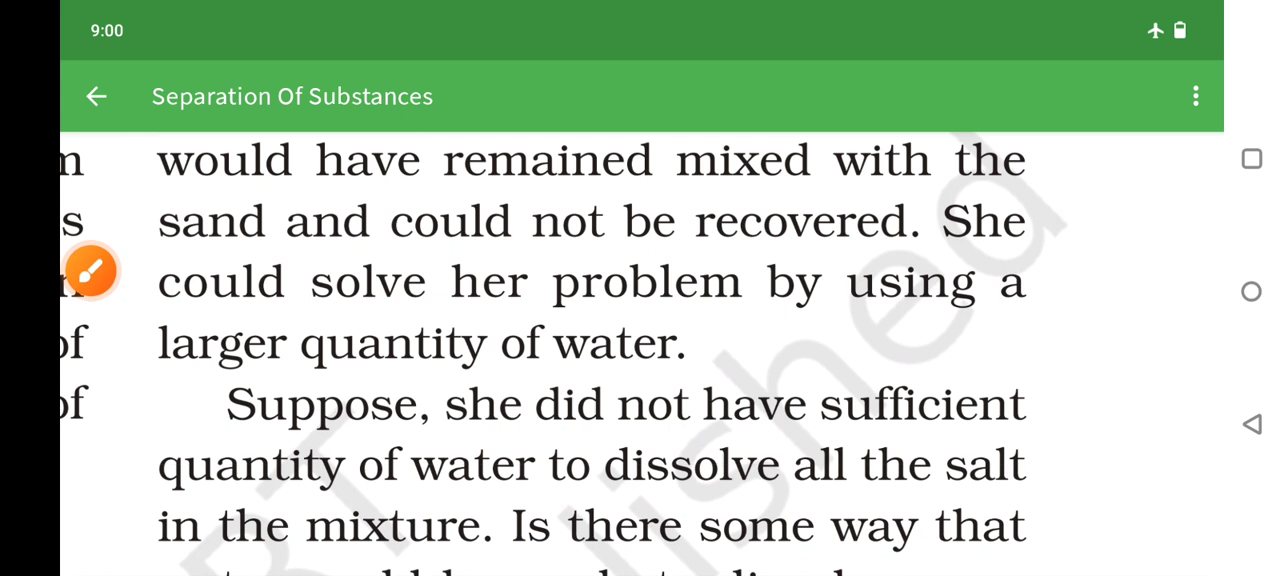 9:00
Separation Of Substances
m would have remained mixed with the
s sand and could not be recovered. She
could solve her problem by using a
of larger quantity of water.
of Suppose, she did not have sufficient
quantity of water to dissolve all the salt
in the mixture. Is there some way that